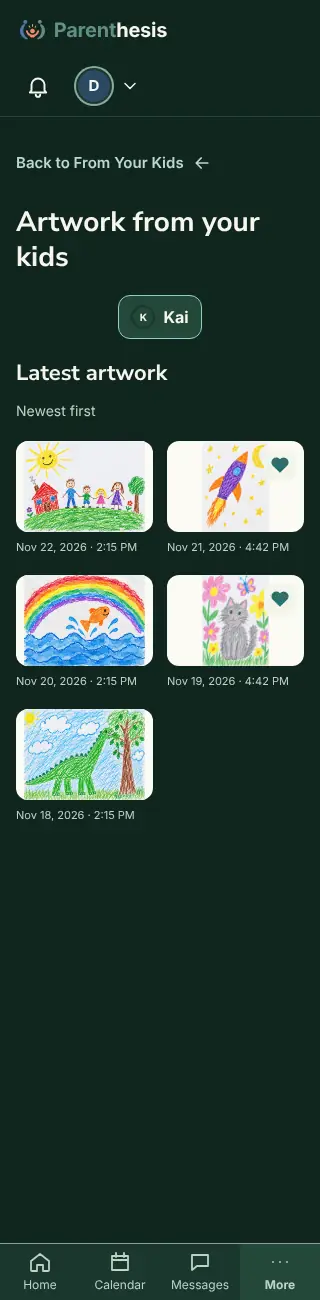 Parenthesis
D
Back to From Your Kids ←
Artwork from your
kids
K Kai
Latest artwork
Newest first
Nov 22, 2026 · 2:15 PM
Nov 21, 2026 · 4:42 PM
Nov 20, 2026 · 2:15 PM
Nov 19, 2026 · 4:42 PM
Nov 18, 2026 · 2:15 PM
Home
Calendar
Messages
More